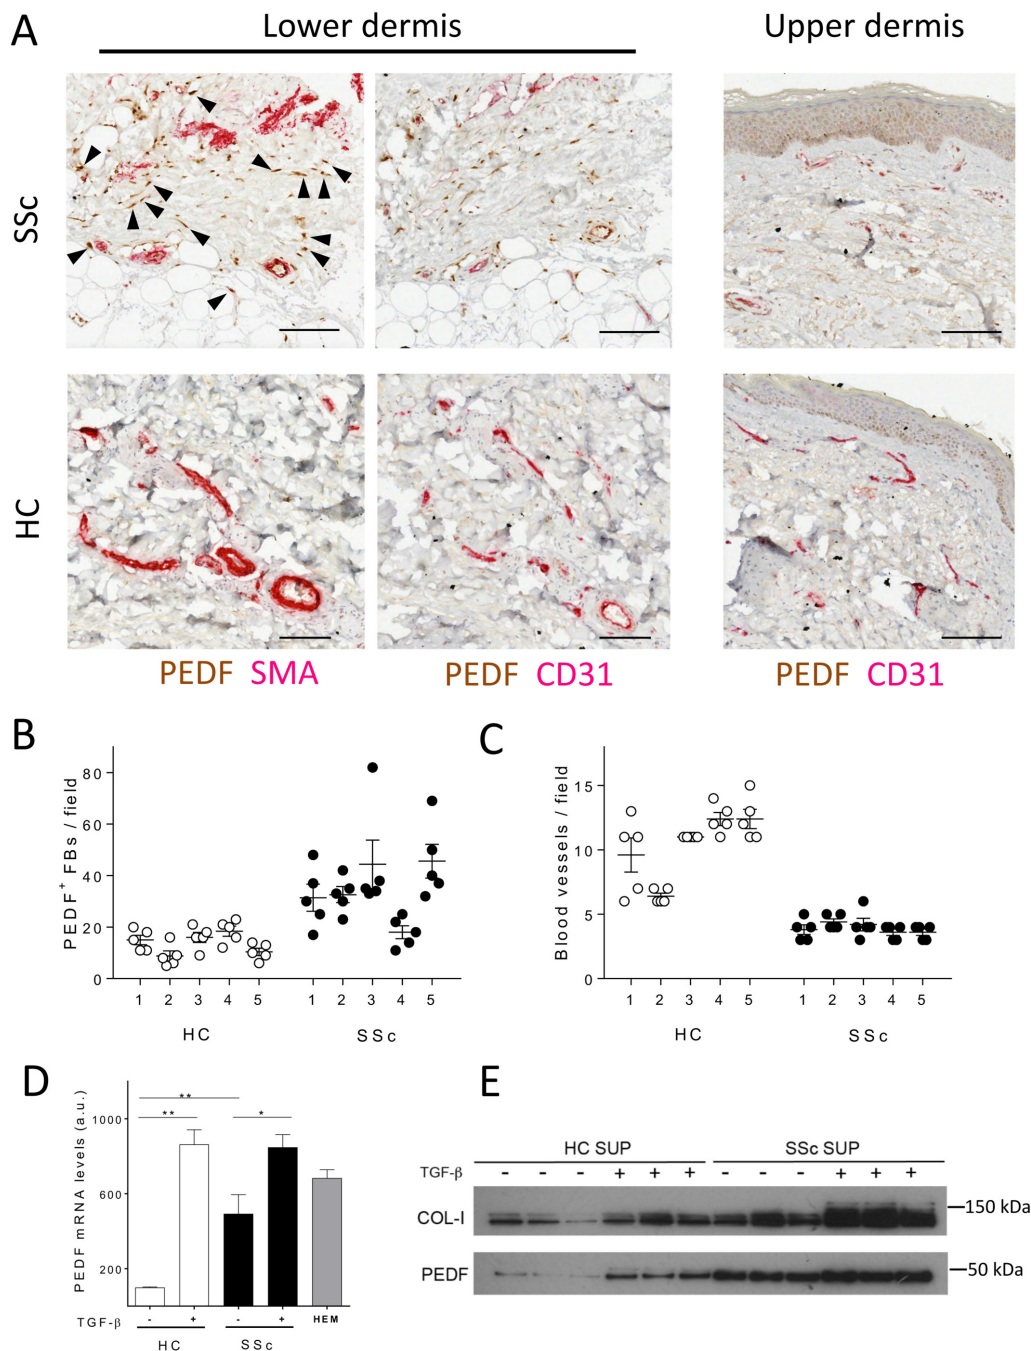 A
Lower dermis
Upper dermis
SSc
HC
PEDF SMA
PEDF CD31
PEDF CD31
B
PEDF+ FBs / field
80
60
40
20
0
1 2 3 4 5 1 2 3 4 5
HC SSc
C
Blood vessels / field
15
10
5
0
1 2 3 4 5 1 2 3 4 5
HC SSc
D
PEDF mRNA levels (a.u.)
1000
600
200
**
** *
TGF-β - + - + HEM
HC SSc
E
HC SUP SSc SUP
TGF-β - - - + + + - - - + + +
COL-I 150 kDa
PEDF 50 kDa